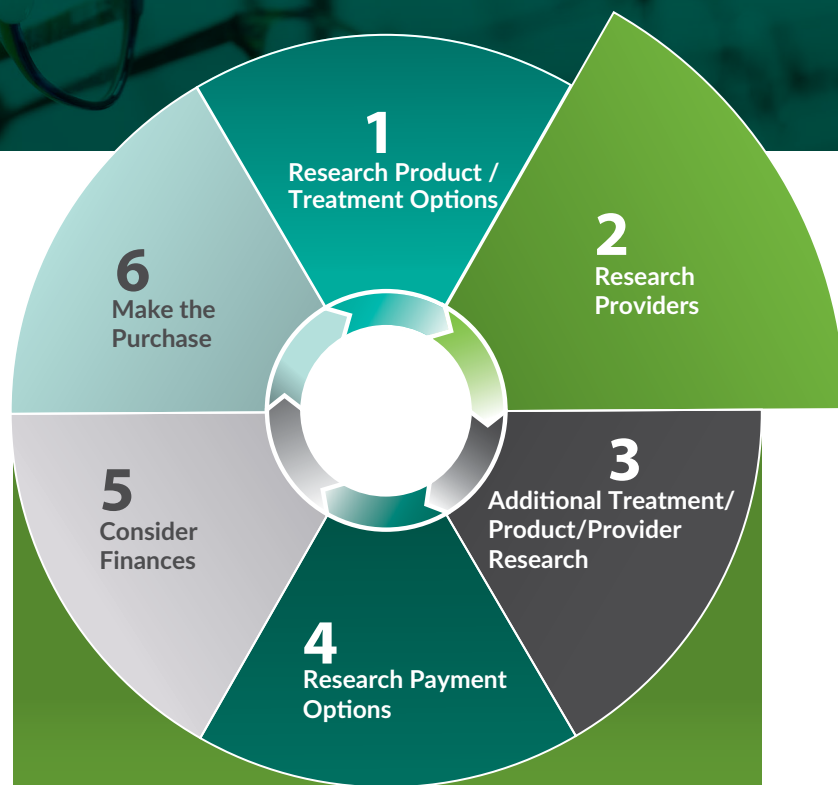 1
Research Product /
Treatment Options
2
Research
Providers
3
Additional Treatment/
Product/Provider
Research
4
Research Payment
Options
5
Consider
Finances
6
Make the
Purchase